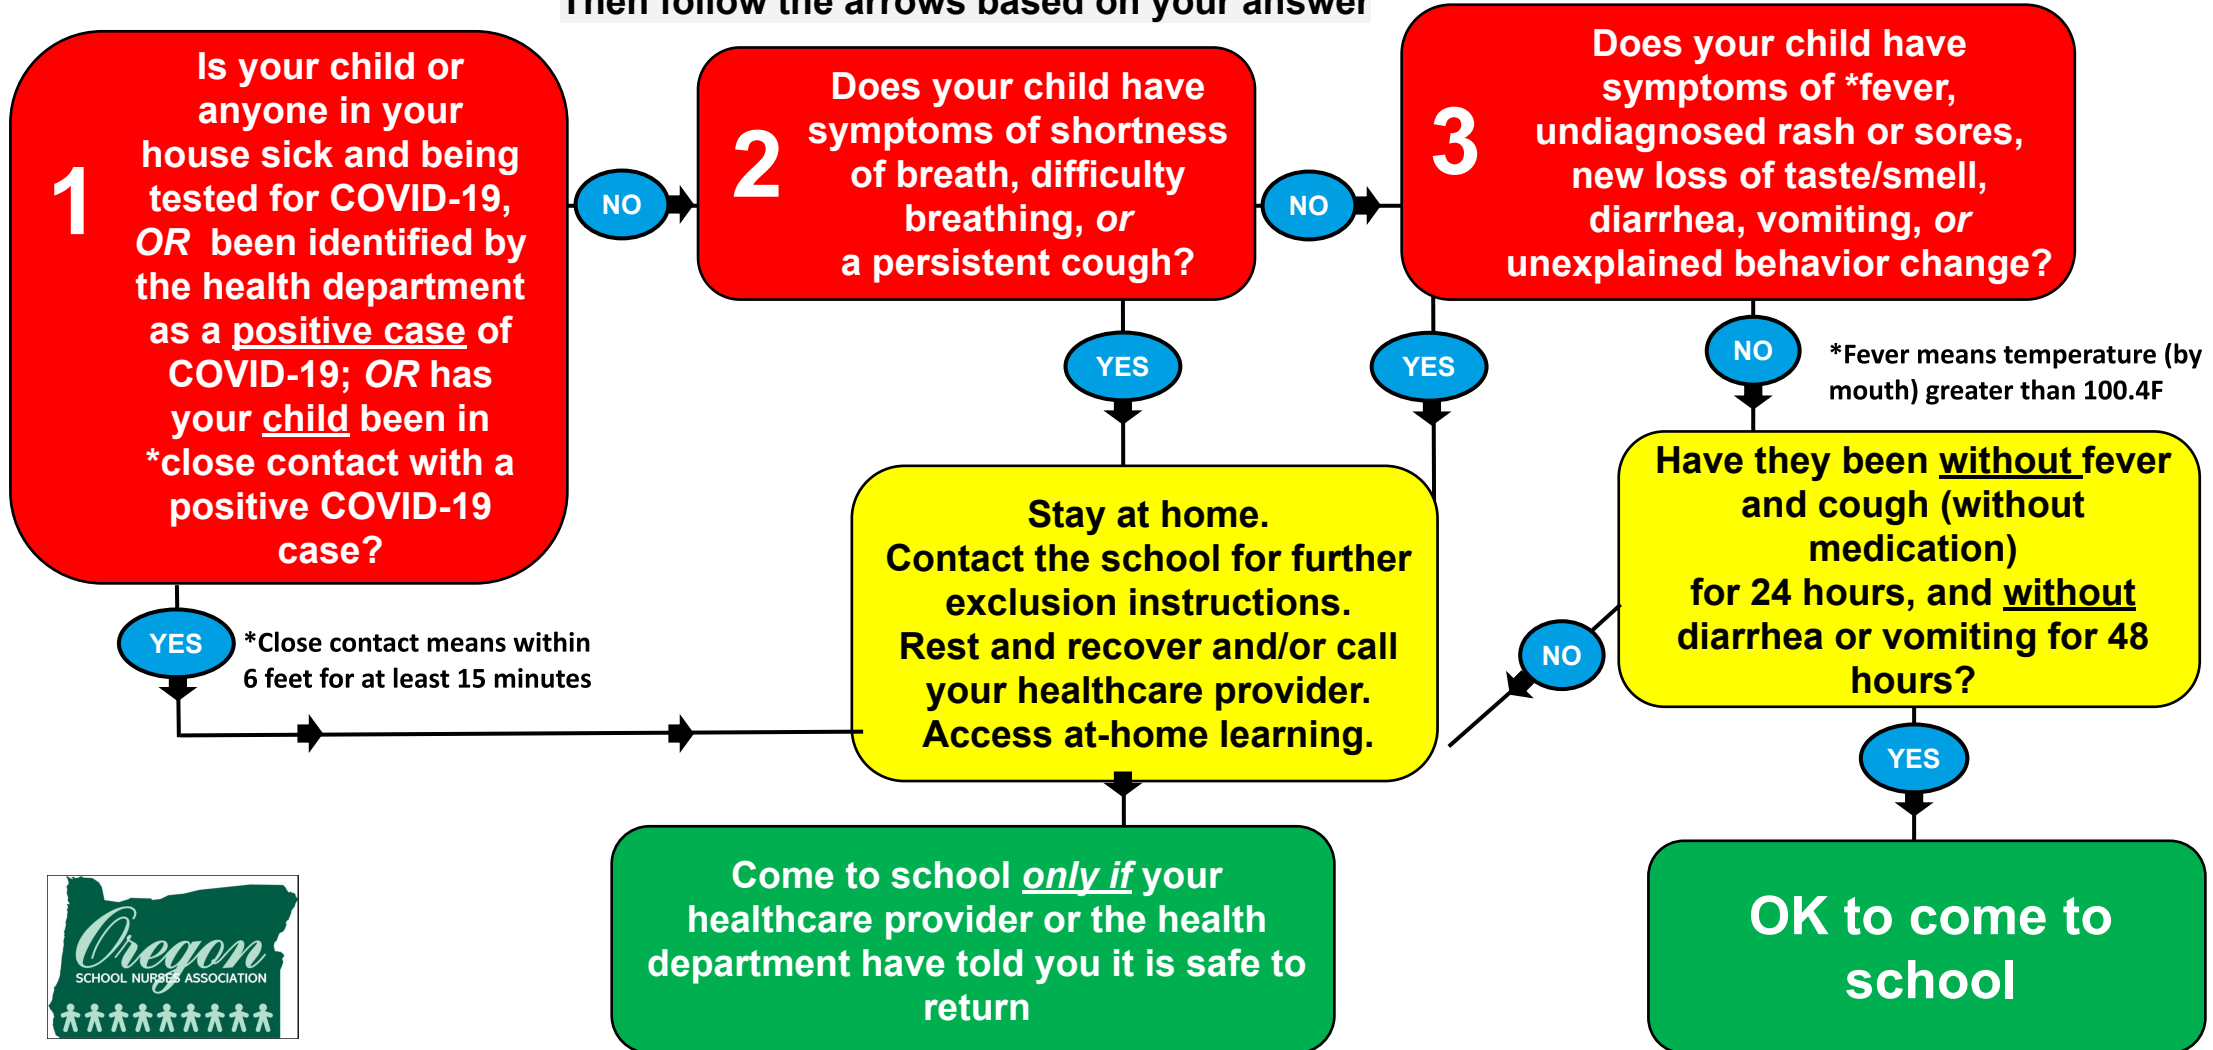 Then follow the arrows based on your answer
1
Is your child or
anyone in your
house sick and being
tested for COVID-19,
OR been identified by
the health department
as a positive case of
COVID-19; OR has
your child been in
*close contact with a
positive COVID-19
case?
NO
2
Does your child have
symptoms of shortness
of breath, difficulty
breathing, or
a persistent cough?
NO
3
Does your child have
symptoms of *fever,
undiagnosed rash or sores,
new loss of taste/smell,
diarrhea, vomiting, or
unexplained behavior change?
YES
YES
NO
*Fever means temperature (by
mouth) greater than 100.4F
YES
*Close contact means within
6 feet for at least 15 minutes
Stay at home.
Contact the school for further
exclusion instructions.
Rest and recover and/or call
your healthcare provider.
Access at-home learning.
NO
Have they been without fever
and cough (without
medication)
for 24 hours, and without
diarrhea or vomiting for 48
hours?
YES
Come to school only if your
healthcare provider or the health
department have told you it is safe to
return
OK to come to
school
Oregon
SCHOOL NURSES ASSOCIATION